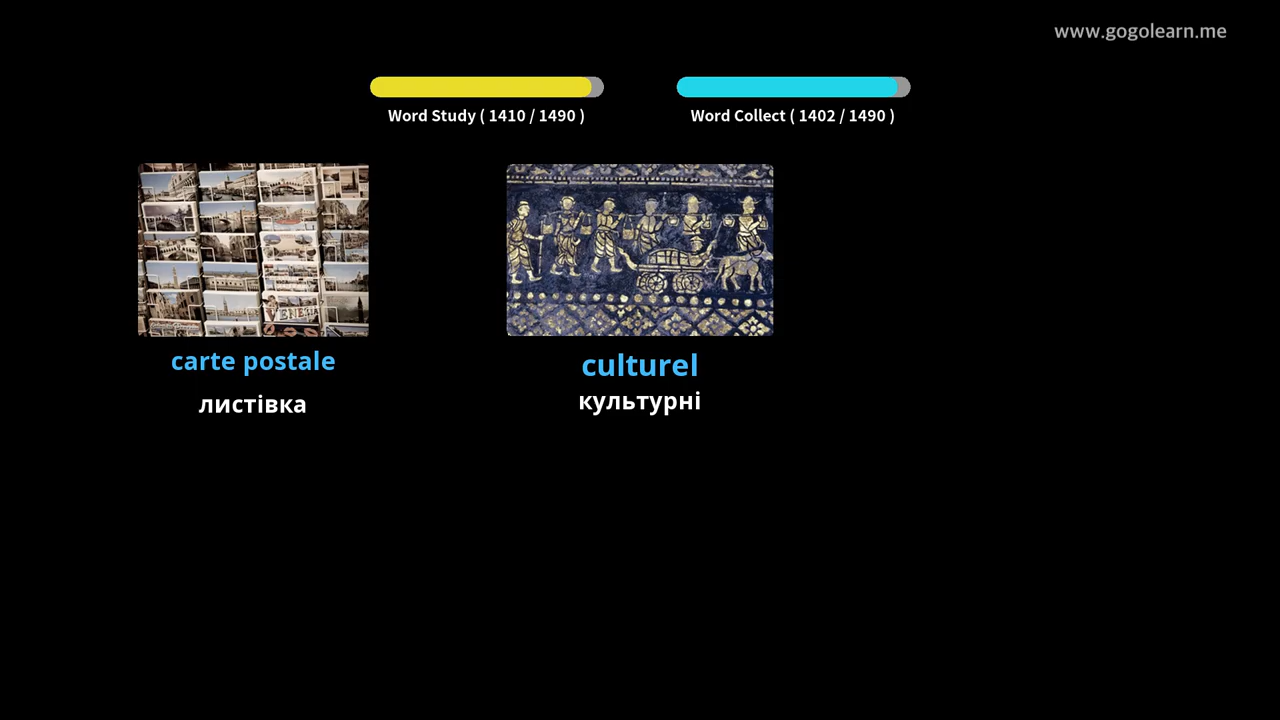 www.gogolearn.me
Word Study ( 1410 / 1490 )
Word Collect ( 1402 / 1490 )
carte postale
листівка
culturel
культурні